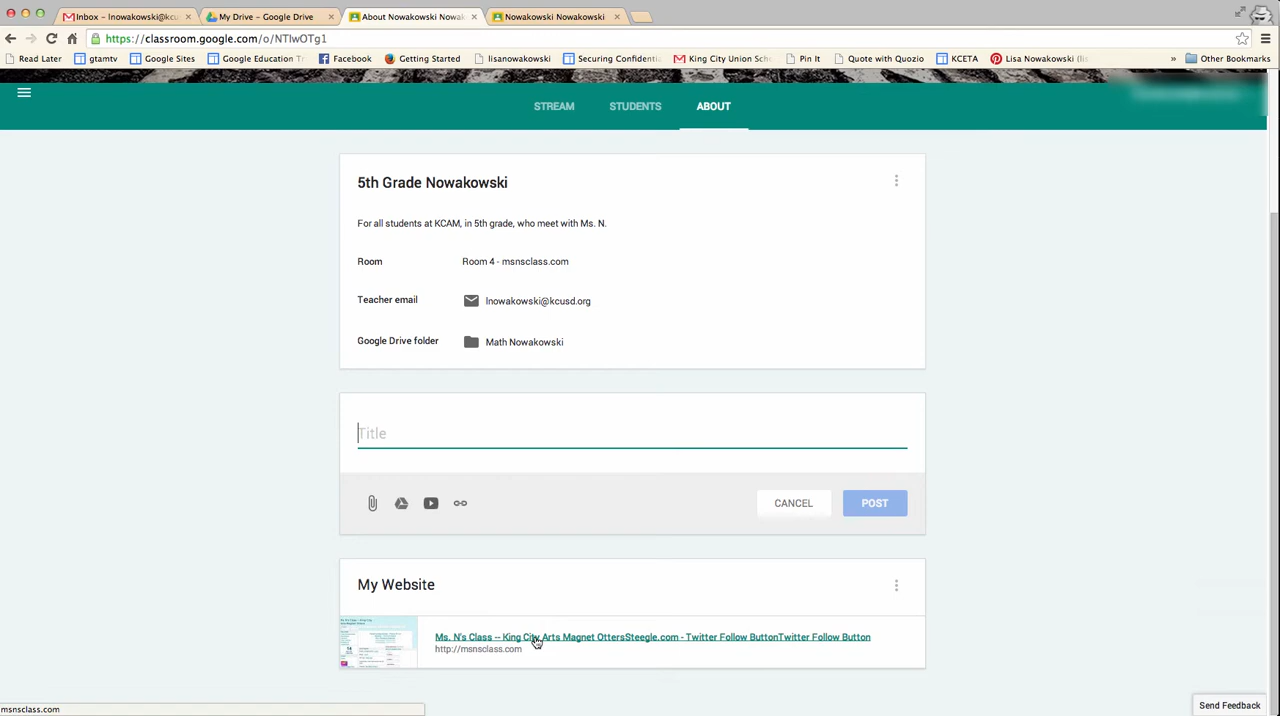 Inbox – lnowakowski@kcu
My Drive – Google Drive
About Nowakowski Nowak
Nowakowski Nowakowski
https://classroom.google.com/o/NTIwOTg1
Read Later gtamtv Google Sites Google Education Tr Facebook Getting Started lisanowakowski Securing Confidentia King City Union Scho Pin It Quote with Quozio KCETA Lisa Nowakowski (lis » Other Bookmarks
STREAM STUDENTS ABOUT
5th Grade Nowakowski
For all students at KCAM, in 5th grade, who meet with Ms. N.
Room Room 4 - msnsclass.com
Teacher email lnowakowski@kcusd.org
Google Drive folder Math Nowakowski
Title
CANCEL POST
My Website
Ms. N's Class -- King City Arts Magnet OttersSteegle.com - Twitter Follow ButtonTwitter Follow Button
http://msnsclass.com
msnsclass.com
Send Feedback